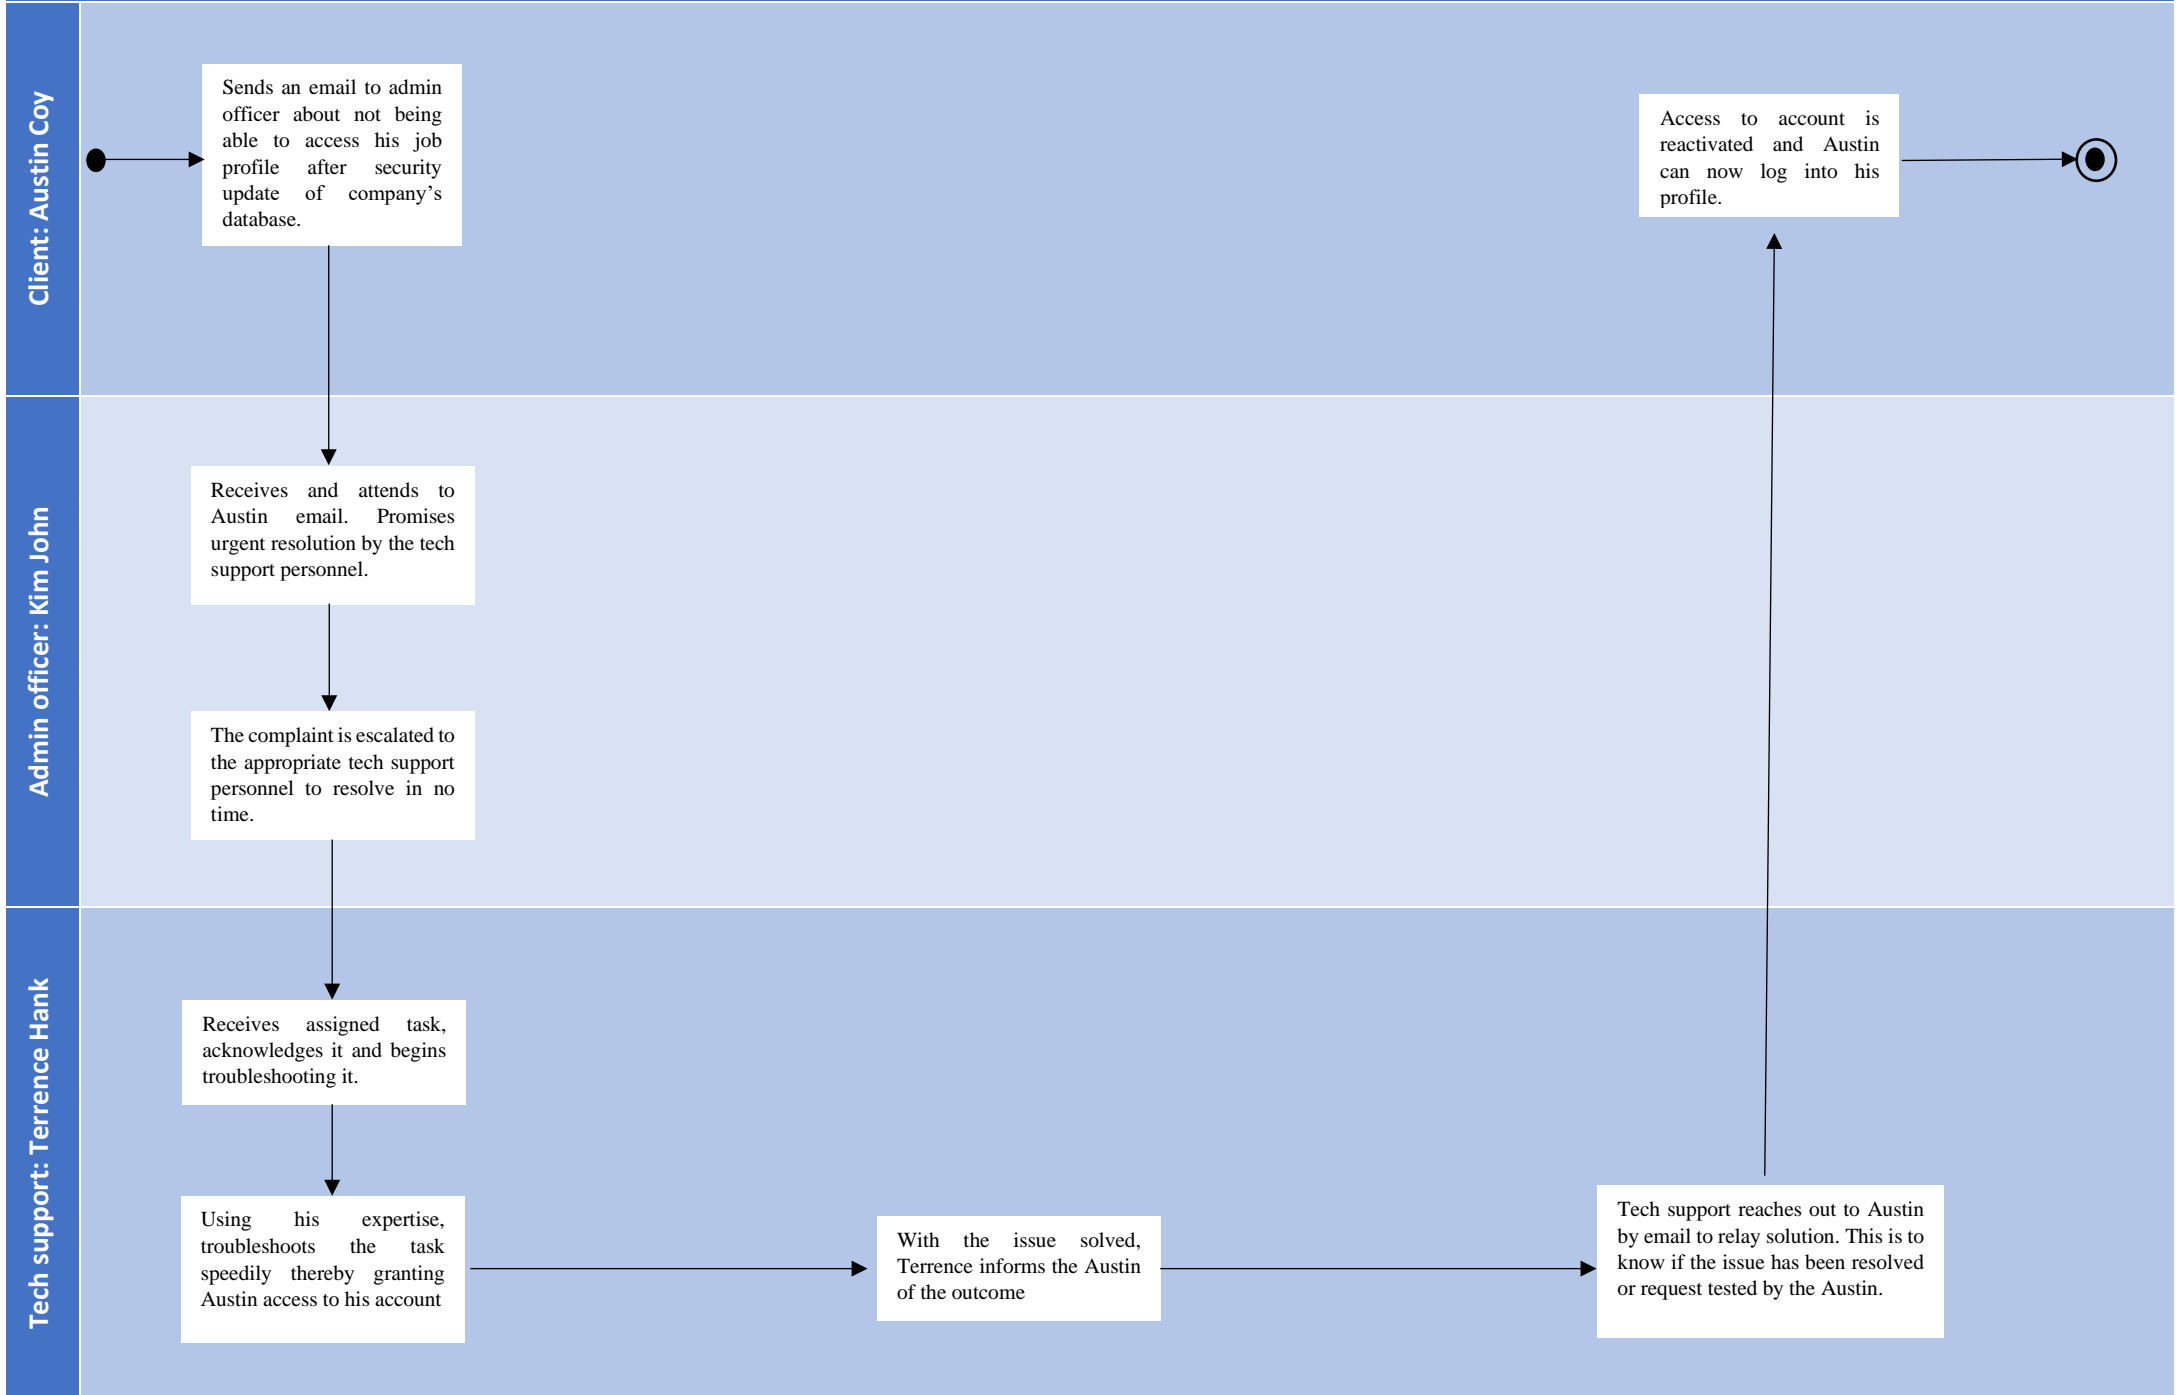 Client: Austin Coy
Sends an email to admin
officer about not being
able to access his job
profile after security
update of company’s
database.
Access to account is
reactivated and Austin
can now log into his
profile.
Admin officer: Kim John
Receives and attends to
Austin email. Promises
urgent resolution by the tech
support personnel.
The complaint is escalated to
the appropriate tech support
personnel to resolve in no
time.
Tech support: Terrence Hank
Receives assigned task,
acknowledges it and begins
troubleshooting it.
Using his expertise,
troubleshoots the task
speedily thereby granting
Austin access to his account
With the issue solved,
Terrence informs the Austin
of the outcome
Tech support reaches out to Austin
by email to relay solution. This is to
know if the issue has been resolved
or request tested by the Austin.